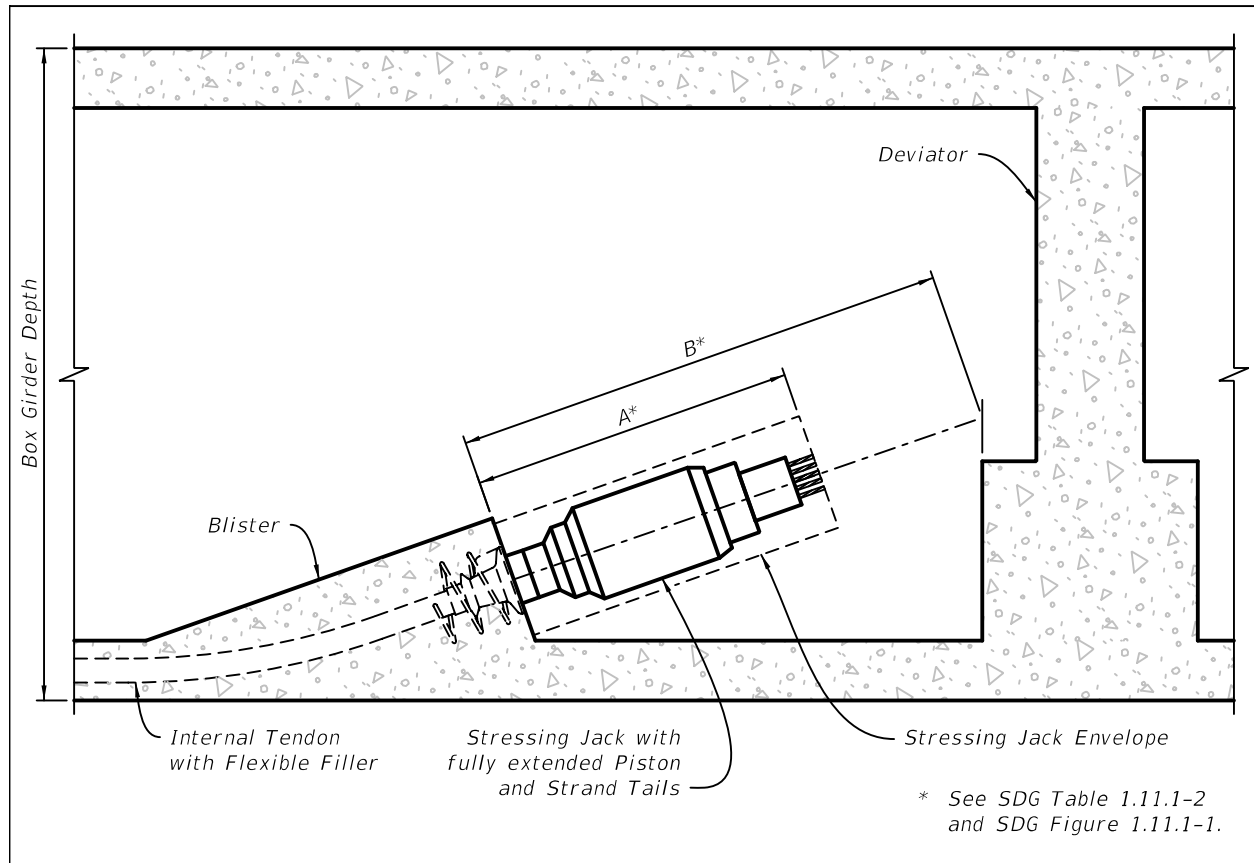 Deviator
Box Girder Depth
B*
A*
Blister
Internal Tendon
with Flexible Filler
Stressing Jack with
fully extended Piston
and Strand Tails
Stressing Jack Envelope
* See SDG Table 1.11.1-2
and SDG Figure 1.11.1-1.